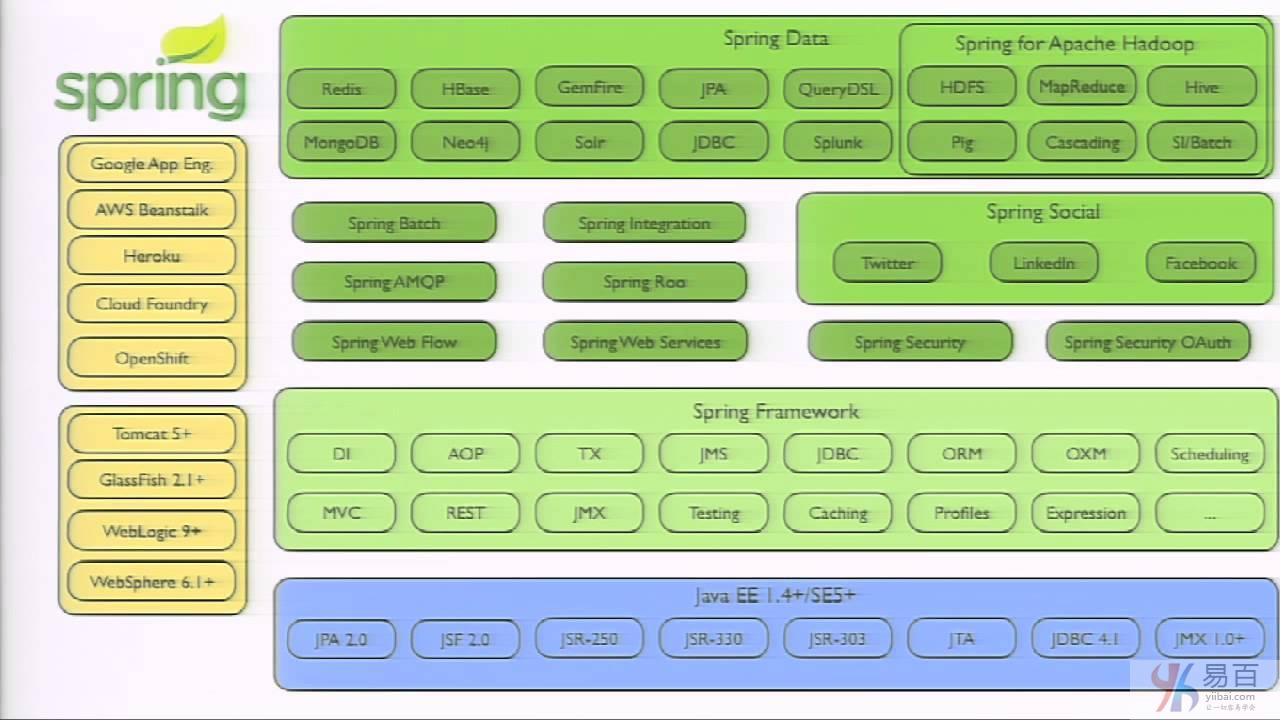 spring
Google App Eng.
AWS Beanstalk
Heroku
Cloud Foundry
OpenShift
Tomcat 5+
GlassFish 2.1+
WebLogic 9+
WebSphere 6.1+
Spring Data
Redis HBase GemFire JPA QueryDSL
MongoDB Neo4j Solr JDBC Splunk
Spring for Apache Hadoop
HDFS MapReduce Hive
Pig Cascading SI/Batch
Spring Batch Spring Integration
Spring AMQP Spring Roo
Spring Web Flow Spring Web Services
Spring Social
Twitter LinkedIn Facebook
Spring Security Spring Security OAuth
Spring Framework
DI AOP TX JMS JDBC ORM OXM Scheduling
MVC REST JMX Testing Caching Profiles Expression ...
Java EE 1.4+/SE5+
JPA 2.0 JSF 2.0 JSR-250 JSR-330 JSR-303 JTA JDBC 4.1 JMX 1.0+
易百
yiibai.com